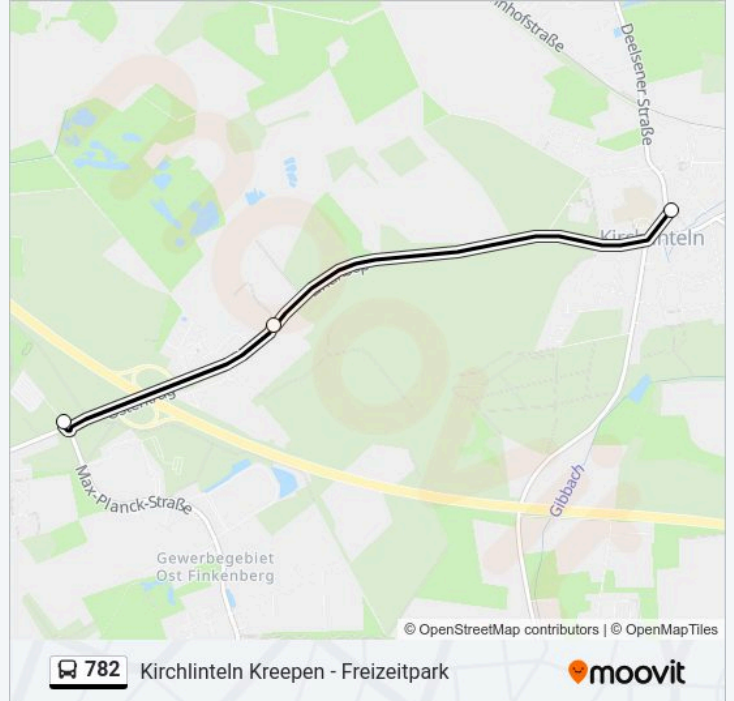 Deelsener Straße
Kirchlinteln
Max-Planck-Straße
Gibbach
Gewerbegebiet
Ost Finkenberg
© OpenStreetMap contributors | © OpenMapTiles
782 Kirchlinteln Kreepen - Freizeitpark
moovit